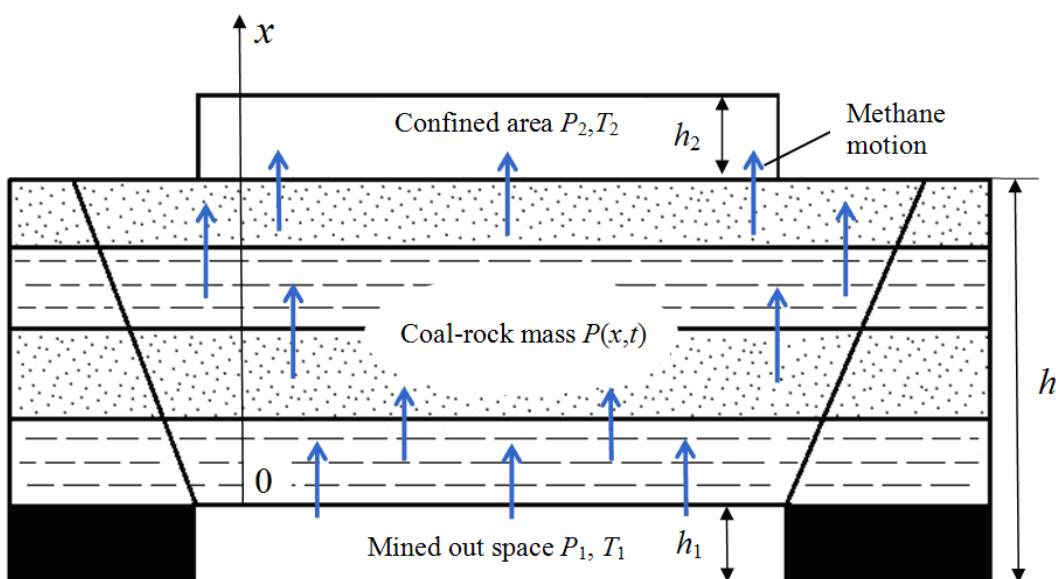 x
Confined area P₂,T₂
h₂
Methane
motion
Coal-rock mass P(x,t)
h
0
Mined out space P₁, T₁
h₁